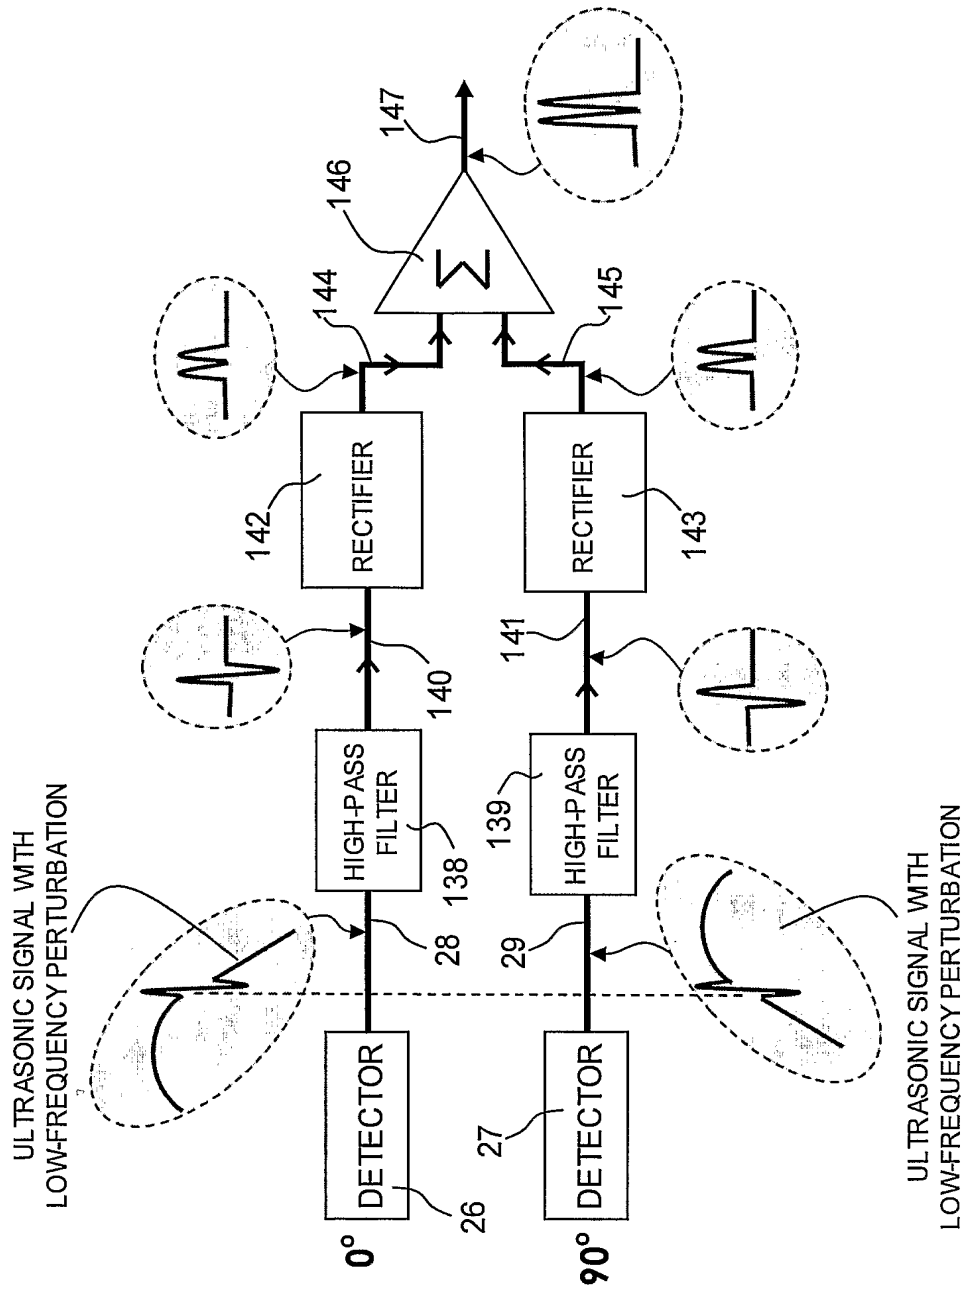 ULTRASONIC SIGNAL WITH
LOW-FREQUENCY PERTURBATION
0°
DETECTOR
26
28
HIGH-PASS
FILTER
138
140
142
RECTIFIER
144
146
Σ
147
90°
DETECTOR
27
29
HIGH-PASS
FILTER
139
141
RECTIFIER
143
145
ULTRASONIC SIGNAL WITH
LOW-FREQUENCY PERTURBATION